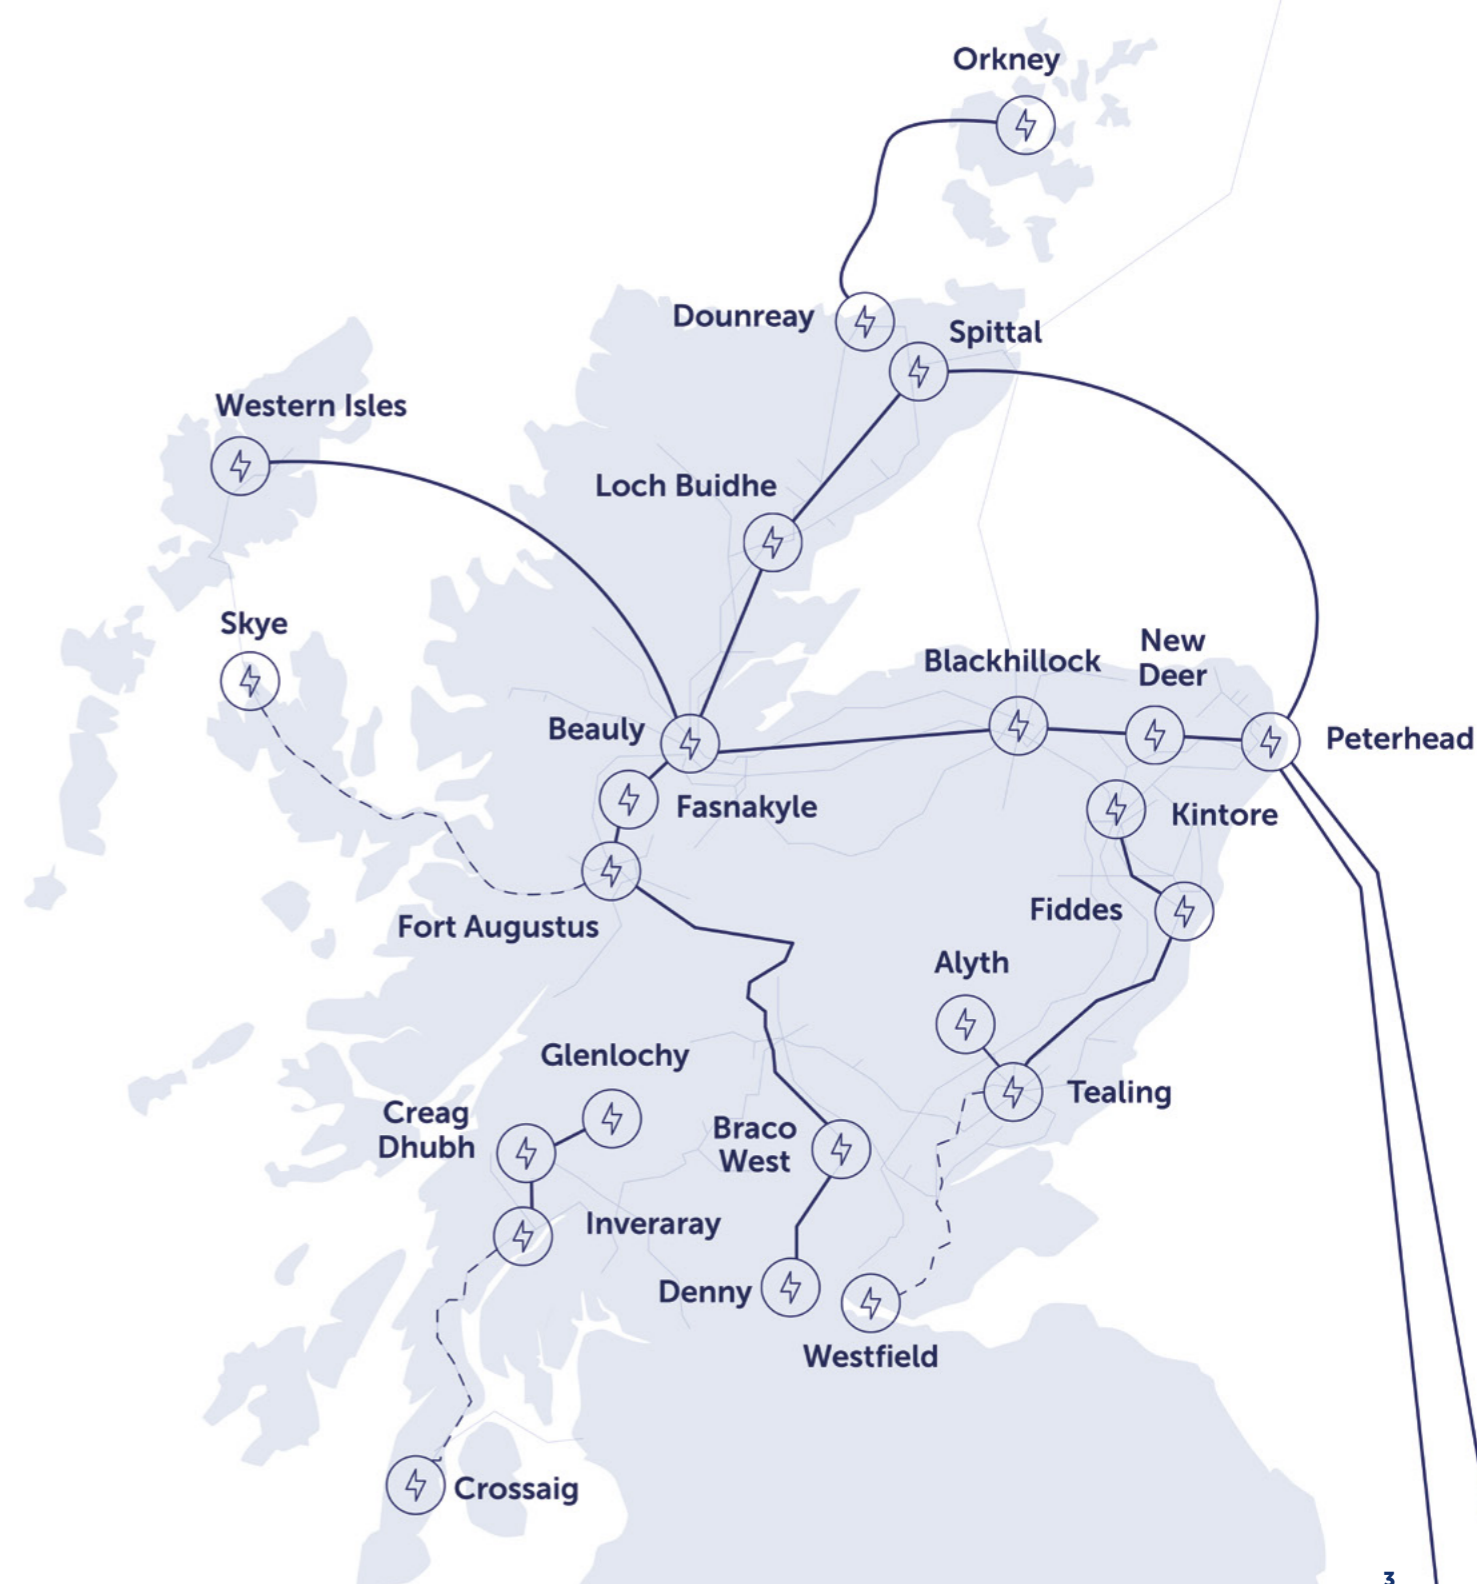 Orkney
Dounreay
Spittal
Western Isles
Loch Buidhe
Skye
Blackhillock
New
Deer
Beauly
Peterhead
Fasnakyle
Kintore
Fiddes
Fort Augustus
Alyth
Glenlochy
Tealing
Creag
Dhubh
Braco
West
Inveraray
Denny
Westfield
Crossaig
3